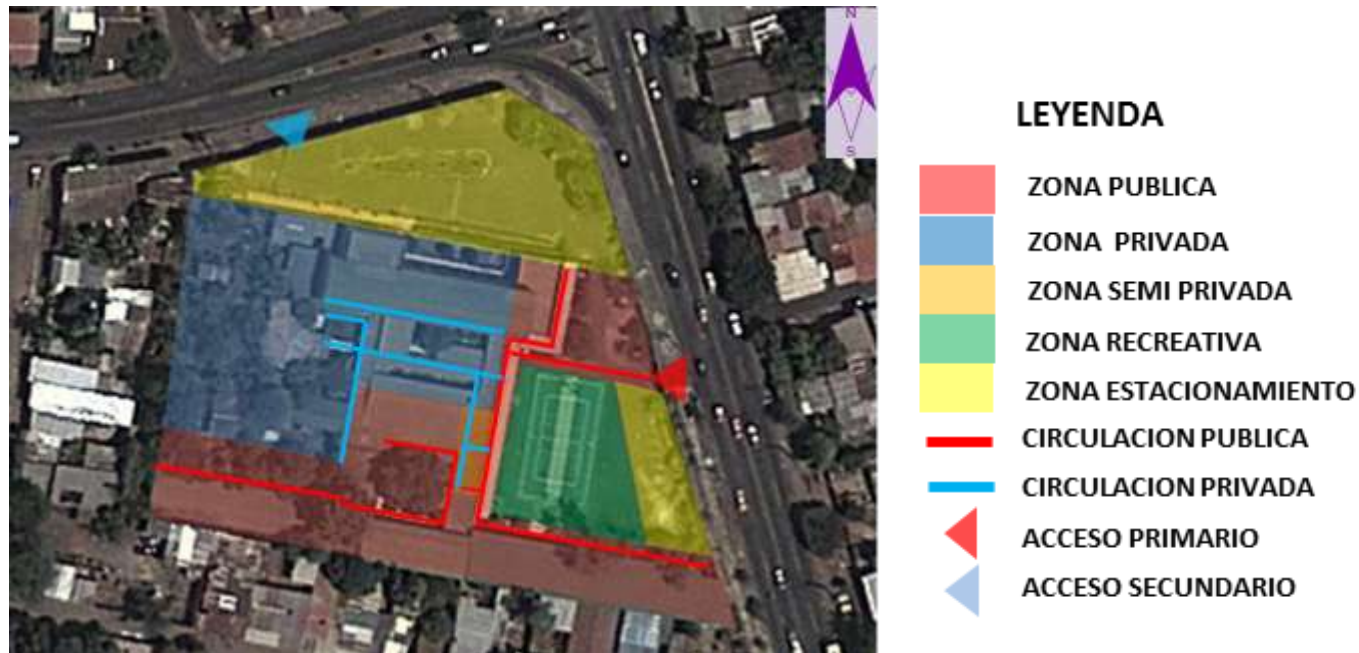 N
S
LEYENDA
ZONA PUBLICA
ZONA PRIVADA
ZONA SEMI PRIVADA
ZONA RECREATIVA
ZONA ESTACIONAMIENTO
CIRCULACION PUBLICA
CIRCULACION PRIVADA
ACCESO PRIMARIO
ACCESO SECUNDARIO